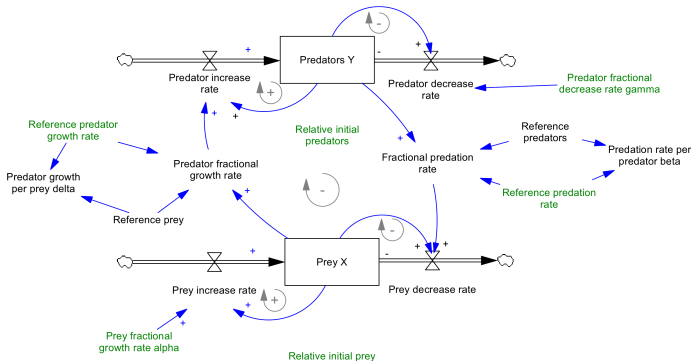 Predators Y
Predator increase
rate
Predator decrease
rate
Predator fractional
decrease rate gamma
Reference predator
growth rate
Relative initial
predators
Reference
predators
Predator growth
per prey delta
Predator fractional
growth rate
Fractional predation
rate
Predation rate per
predator beta
Reference prey
Reference predation
rate
Prey X
Prey increase rate
Prey decrease rate
Prey fractional
growth rate alpha
Relative initial prey